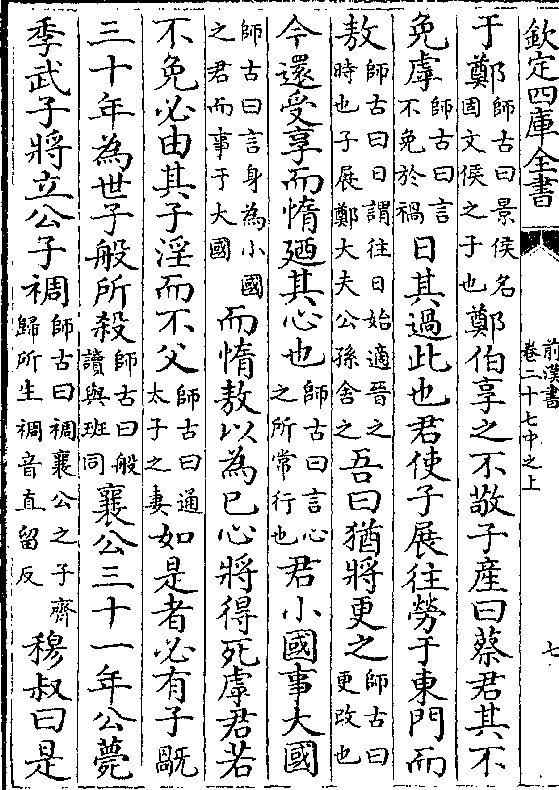 欽定四庫全書
前漢書
卷二十七中之上
七
于鄭師古曰景侯名固文侯之子也鄭伯享之不敬子產曰蔡君其不
免虖師古曰言不免於禍日其過此也君使子展往勞于東門而
敖師古曰日謂往日始適晉之時也子展鄭大夫公孫舍之吾曰猶將更之師古曰更改也
今還受享而惰廼其心也師古曰言心之所常行也君小國事大國
師古曰言身為小國之君而事于大國而惰敖以為己心將得死虖君若
不免必由其子淫而不父師古曰通太子之妻如是者必有子旤
三十年為世子般所殺師古曰般讀與班同襄公三十一年公薨
季武子將立公子裯師古曰裯襄公之子齊歸所生裯音直留反穆叔曰是